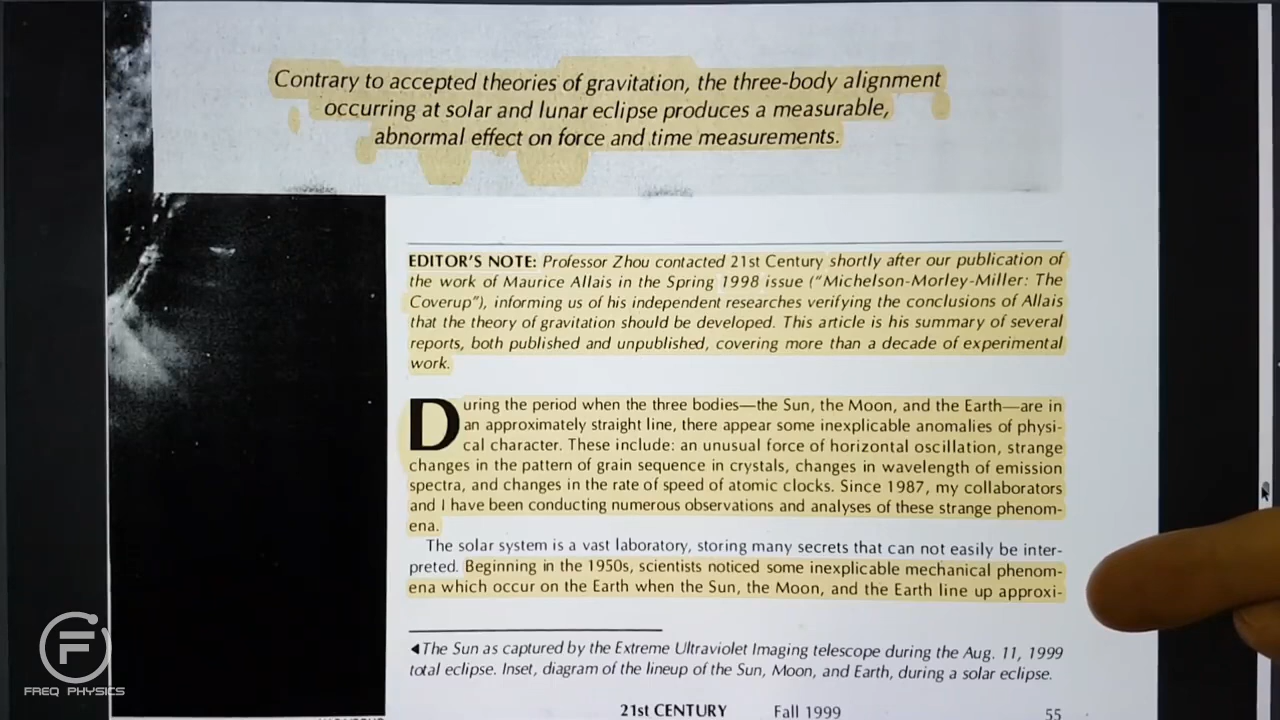 Contrary to accepted theories of gravitation, the three-body alignment
occurring at solar and lunar eclipse produces a measurable,
abnormal effect on force and time measurements.
EDITOR'S NOTE: Professor Zhou contacted 21st Century shortly after our publication of
the work of Maurice Allais in the Spring 1998 issue ("Michelson-Morley-Miller: The
Coverup"), informing us of his independent researches verifying the conclusions of Allais
that the theory of gravitation should be developed. This article is his summary of several
reports, both published and unpublished, covering more than a decade of experimental
work.
During the period when the three bodies—the Sun, the Moon, and the Earth—are in
an approximately straight line, there appear some inexplicable anomalies of physi-
cal character. These include: an unusual force of horizontal oscillation, strange
changes in the pattern of grain sequence in crystals, changes in wavelength of emission
spectra, and changes in the rate of speed of atomic clocks. Since 1987, my collaborators
and I have been conducting numerous observations and analyses of these strange phenom-
ena.
The solar system is a vast laboratory, storing many secrets that can not easily be inter-
preted. Beginning in the 1950s, scientists noticed some inexplicable mechanical phenom-
ena which occur on the Earth when the Sun, the Moon, and the Earth line up approxi-
◄The Sun as captured by the Extreme Ultraviolet Imaging telescope during the Aug. 11, 1999
total eclipse. Inset, diagram of the lineup of the Sun, Moon, and Earth, during a solar eclipse.
21st CENTURY Fall 1999 55
FREQ PHYSICS